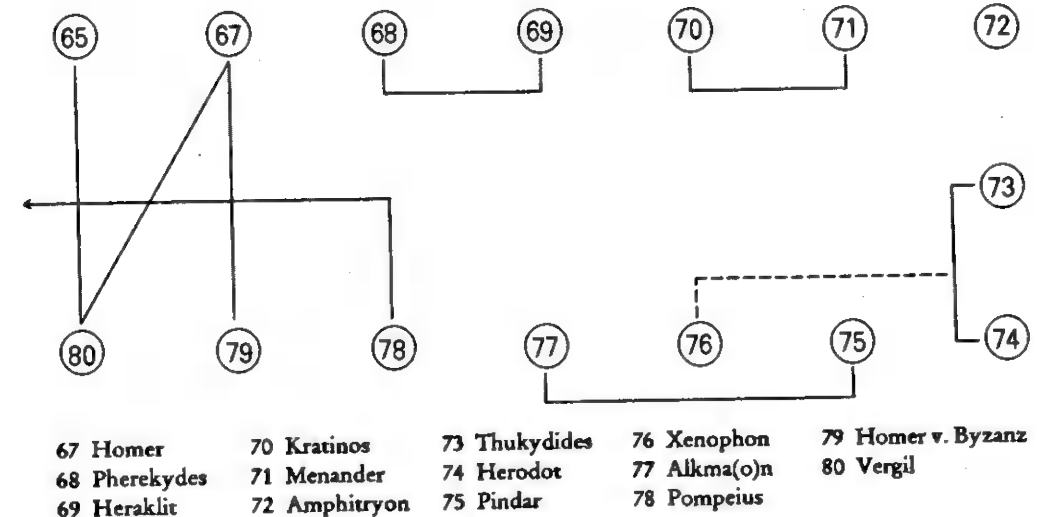 65 67 68 69 70 71 72
73
80 79 78 77 76 75 74
67 Homer 70 Kratinos 73 Thukydides 76 Xenophon 79 Homer v. Byzanz
68 Pherekydes 71 Menander 74 Herodot 77 Alkma(o)n 80 Vergil
69 Heraklit 72 Amphitryon 75 Pindar 78 Pompeius